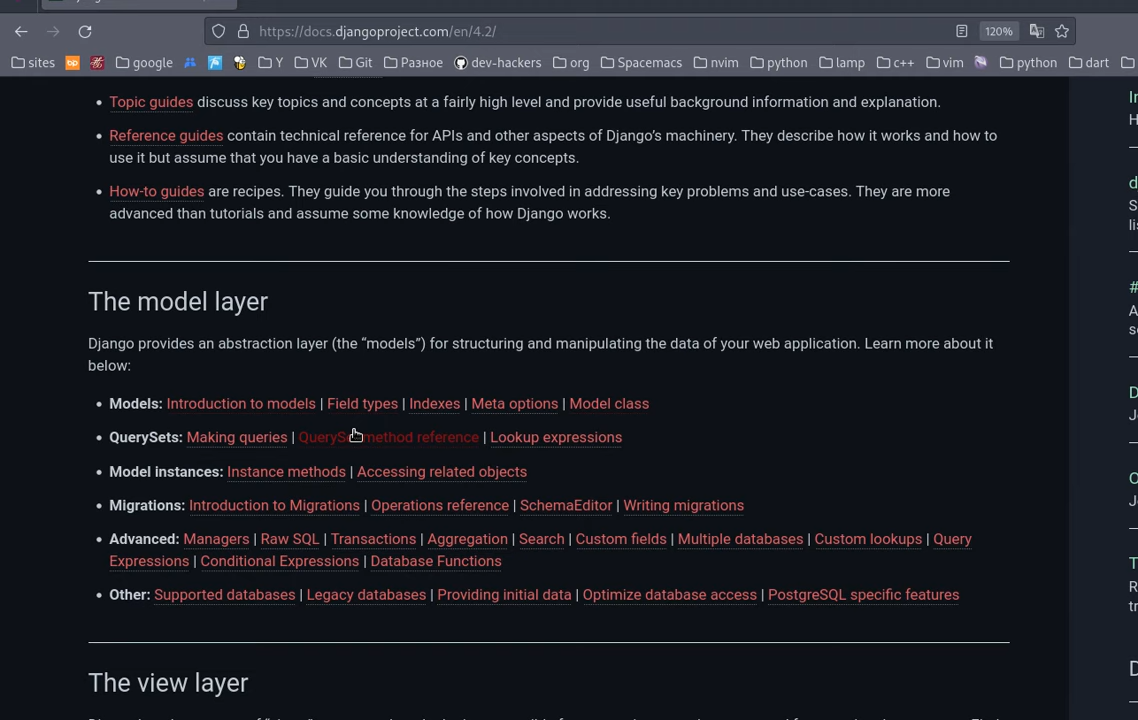 https://docs.djangoproject.com/en/4.2/ 120%
sites bp google Y VK Git Разное dev-hackers org Spacemacs nvim python lamp c++ vim python dart
Topic guides discuss key topics and concepts at a fairly high level and provide useful background information and explanation.
Reference guides contain technical reference for APIs and other aspects of Django’s machinery. They describe how it works and how to
use it but assume that you have a basic understanding of key concepts.
How-to guides are recipes. They guide you through the steps involved in addressing key problems and use-cases. They are more
advanced than tutorials and assume some knowledge of how Django works.
The model layer
Django provides an abstraction layer (the “models”) for structuring and manipulating the data of your web application. Learn more about it
below:
Models: Introduction to models | Field types | Indexes | Meta options | Model class
QuerySets: Making queries | QuerySet method reference | Lookup expressions
Model instances: Instance methods | Accessing related objects
Migrations: Introduction to Migrations | Operations reference | SchemaEditor | Writing migrations
Advanced: Managers | Raw SQL | Transactions | Aggregation | Search | Custom fields | Multiple databases | Custom lookups | Query
Expressions | Conditional Expressions | Database Functions
Other: Supported databases | Legacy databases | Providing initial data | Optimize database access | PostgreSQL specific features
The view layer